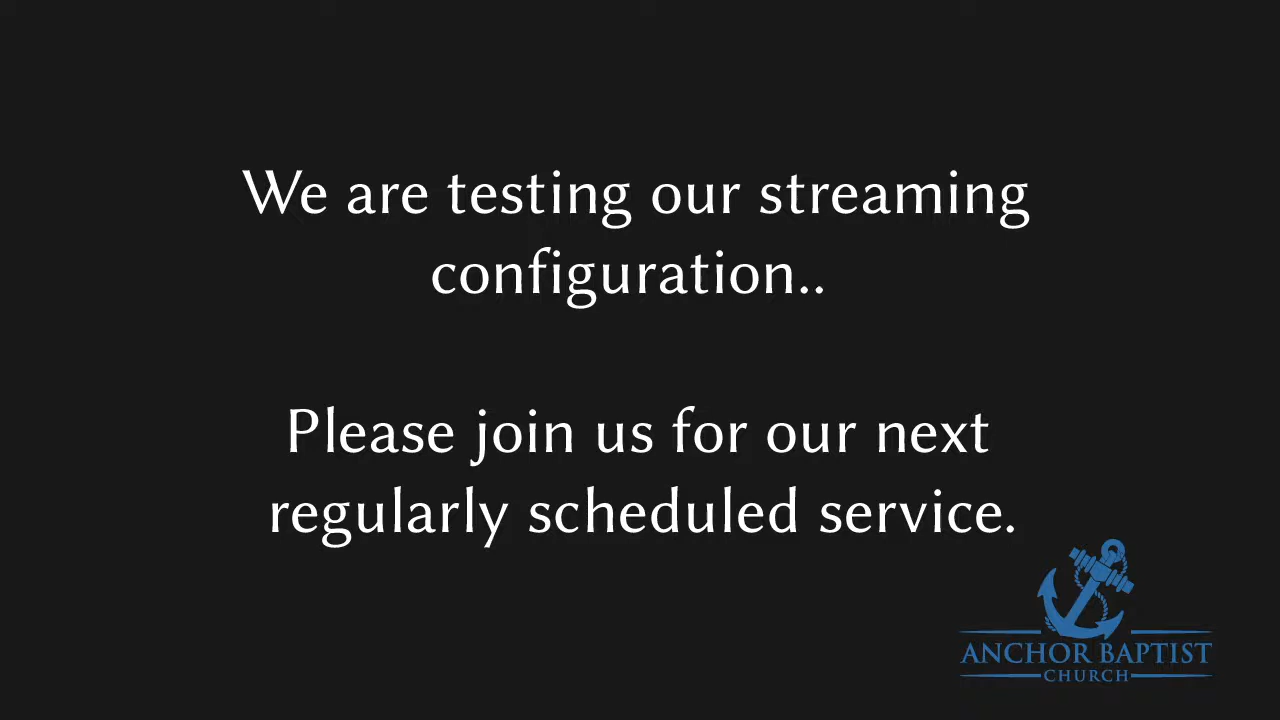 We are testing our streaming
configuration..
Please join us for our next
regularly scheduled service.
ANCHOR BAPTIST
CHURCH